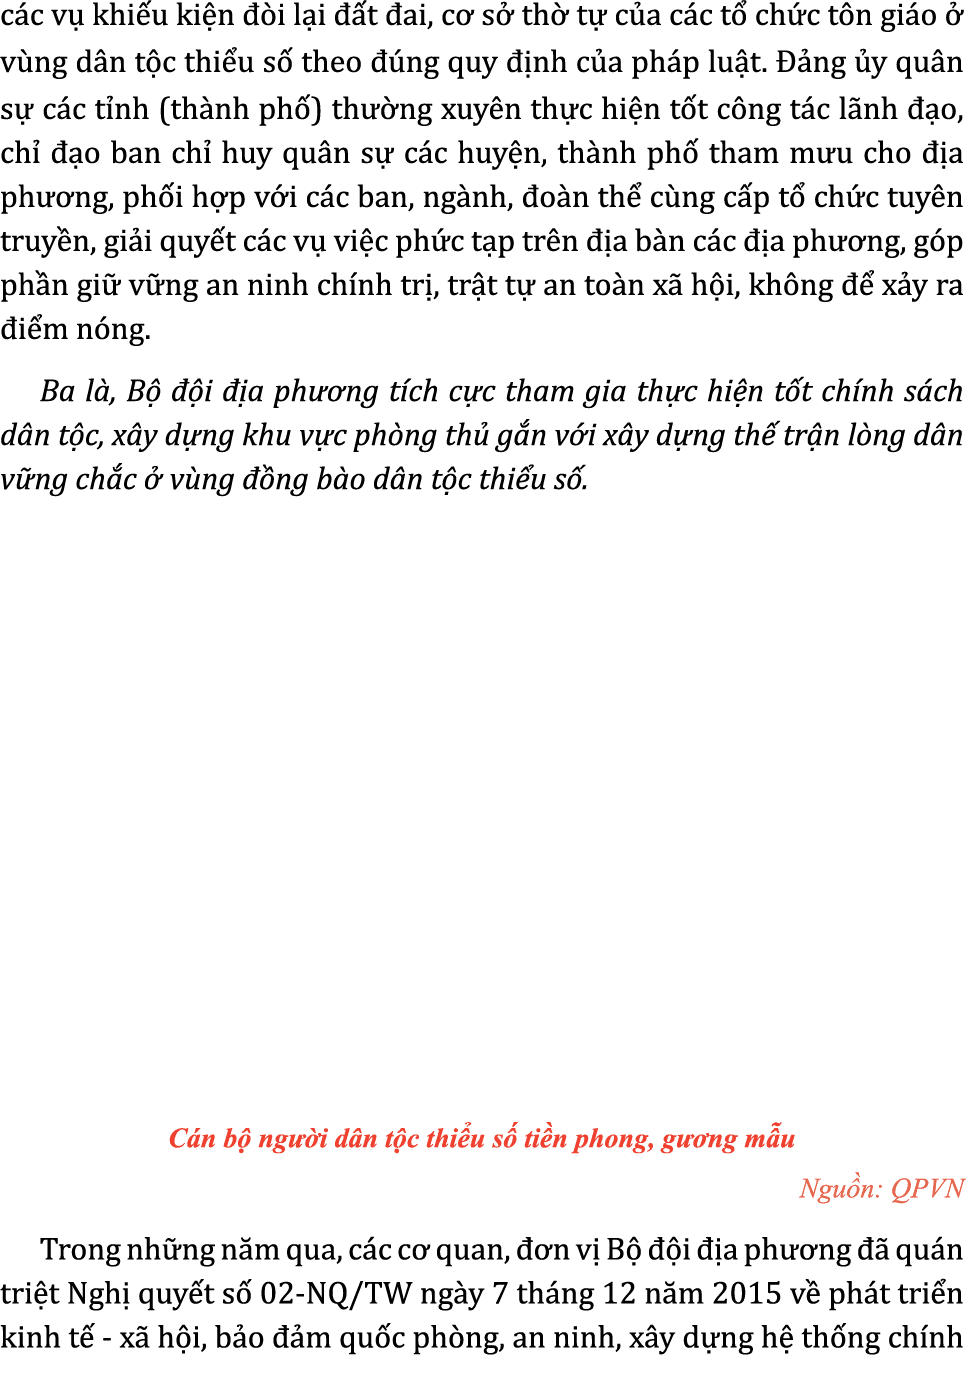 các vụ khiếu kiện đòi lại đất đai, cơ sở thờ tự của các tổ chức tôn giáo ở
vùng dân tộc thiểu số theo đúng quy định của pháp luật. Đảng ủy quân
sự các tỉnh (thành phố) thường xuyên thực hiện tốt công tác lãnh đạo,
chỉ đạo ban chỉ huy quân sự các huyện, thành phố tham mưu cho địa
phương, phối hợp với các ban, ngành, đoàn thể cùng cấp tổ chức tuyên
truyền, giải quyết các vụ việc phức tạp trên địa bàn các địa phương, góp
phần giữ vững an ninh chính trị, trật tự an toàn xã hội, không để xảy ra
điểm nóng.
Ba là, Bộ đội địa phương tích cực tham gia thực hiện tốt chính sách
dân tộc, xây dựng khu vực phòng thủ gắn với xây dựng thế trận lòng dân
vững chắc ở vùng đồng bào dân tộc thiểu số.
Cán bộ người dân tộc thiểu số tiền phong, gương mẫu
Nguồn: QPVN
Trong những năm qua, các cơ quan, đơn vị Bộ đội địa phương đã quán
triệt Nghị quyết số 02-NQ/TW ngày 7 tháng 12 năm 2015 về phát triển
kinh tế - xã hội, bảo đảm quốc phòng, an ninh, xây dựng hệ thống chính